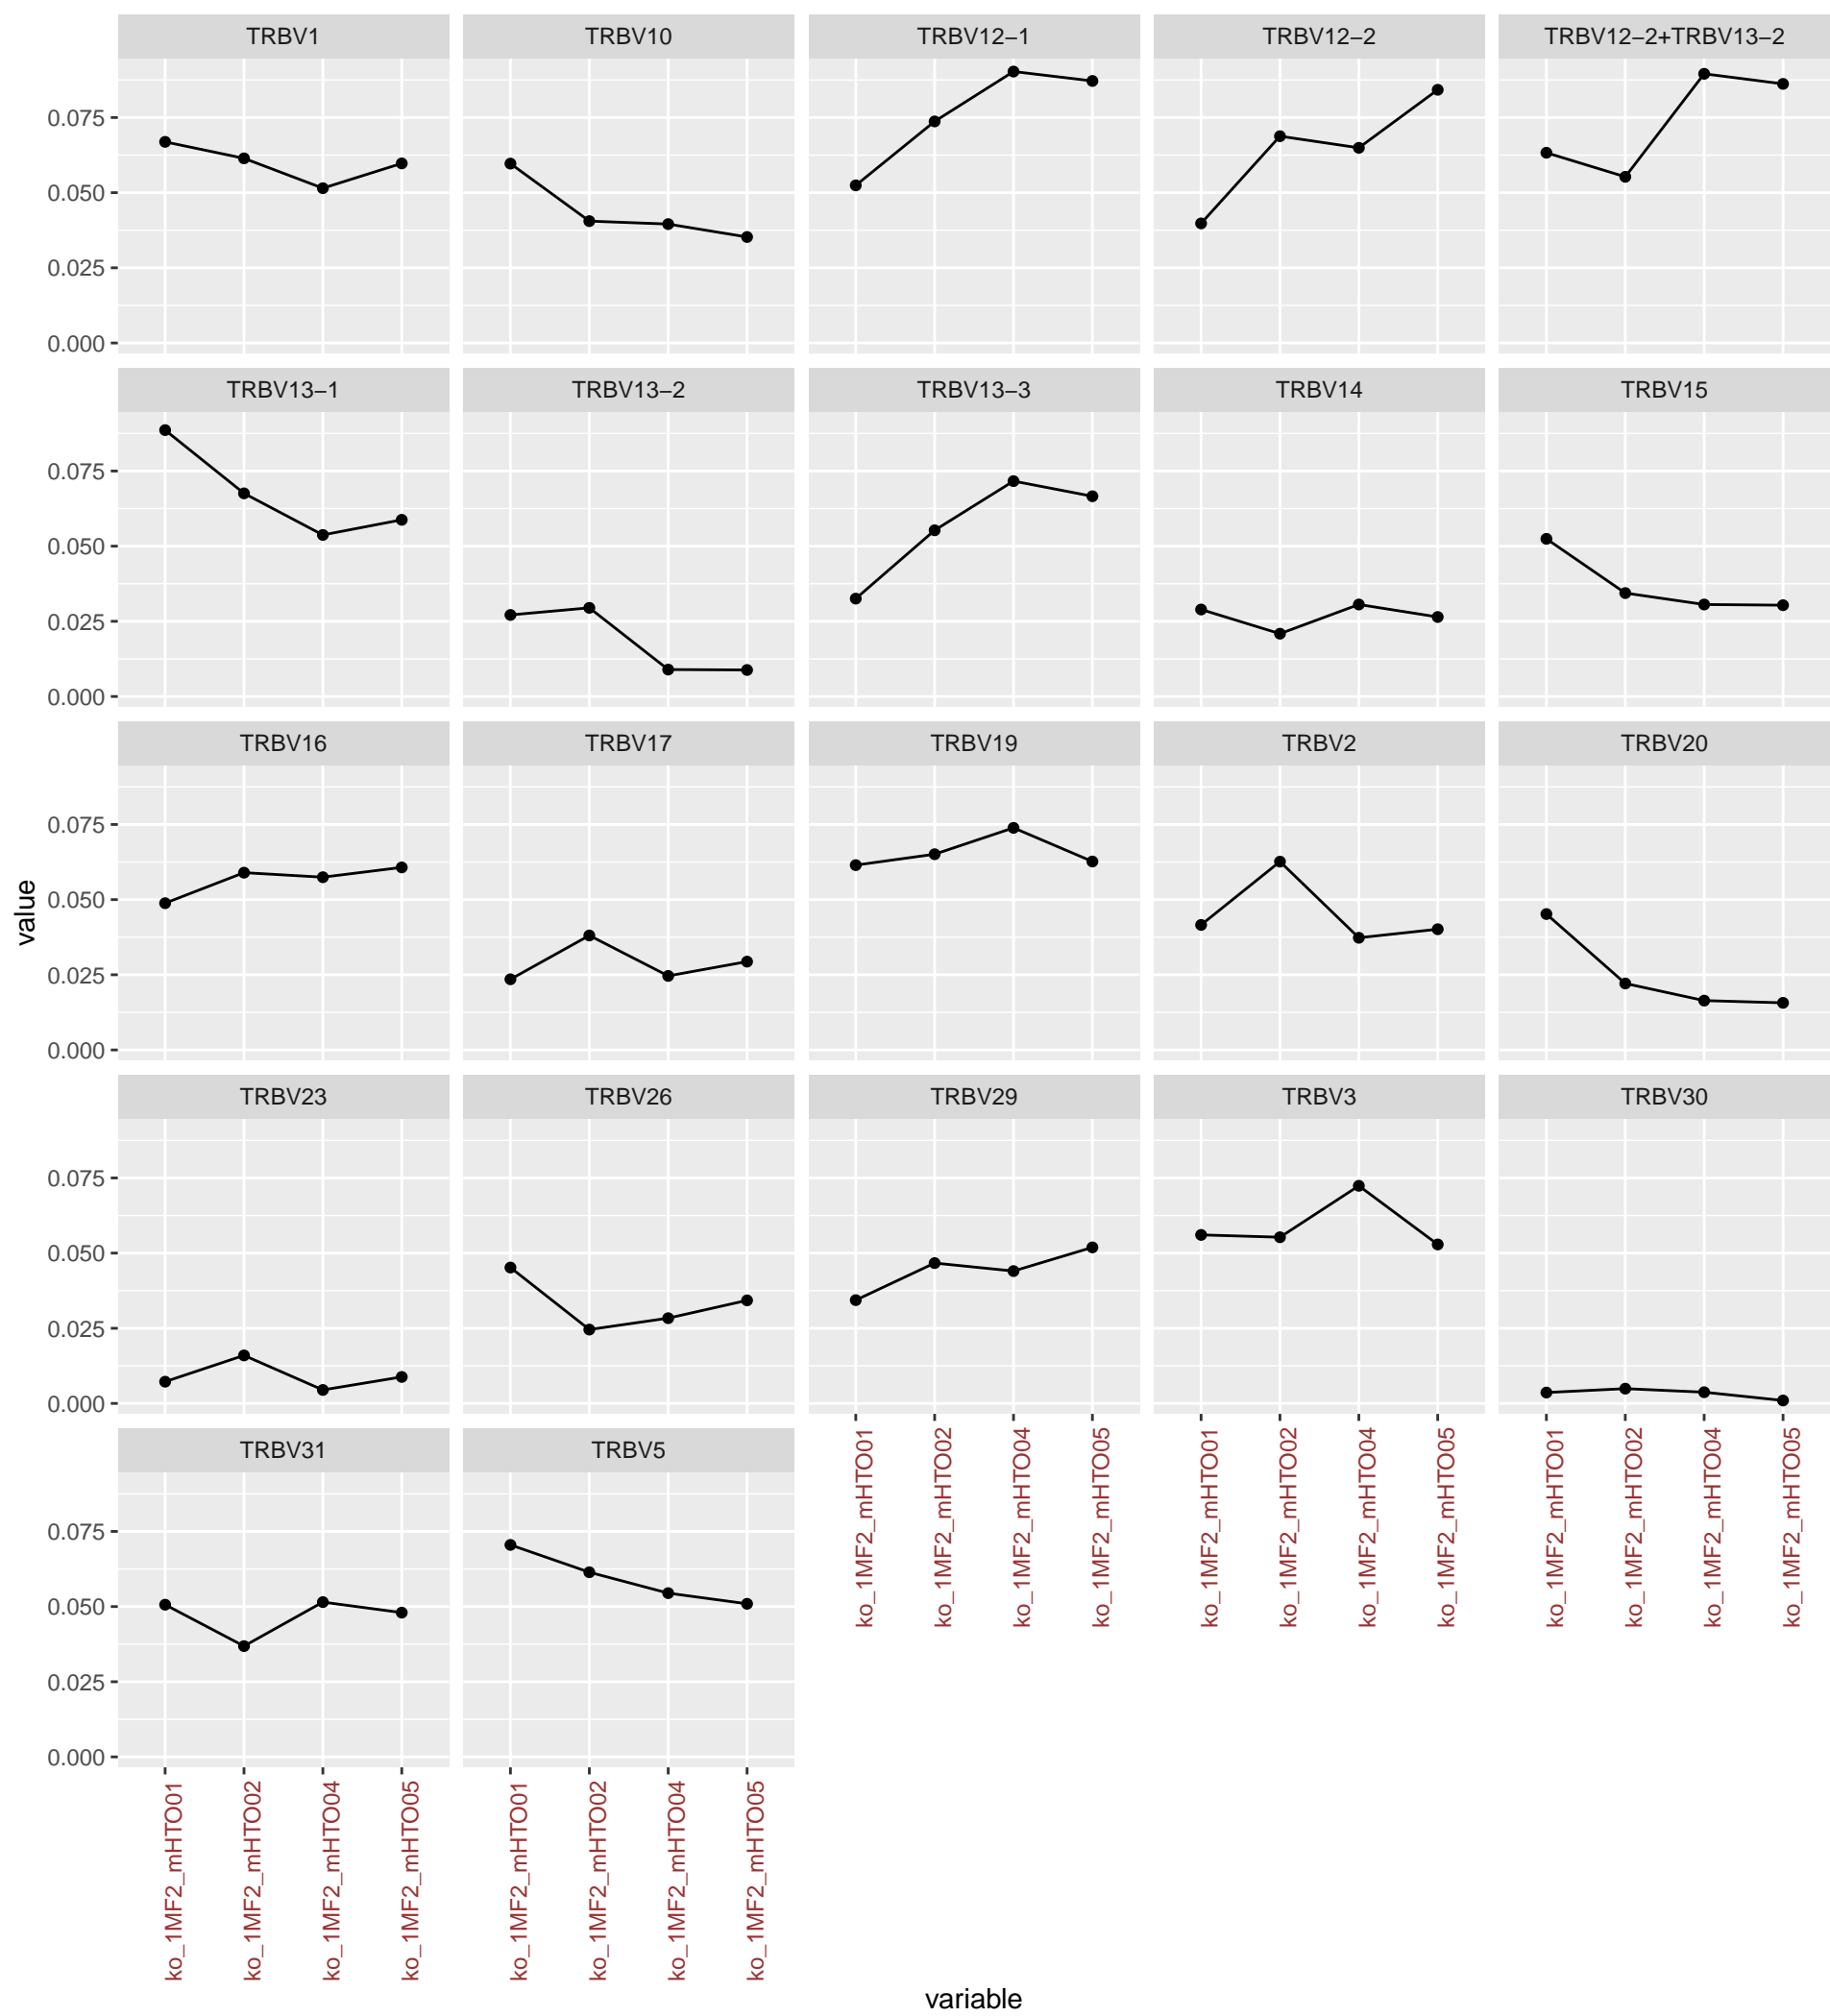 TRBV1 TRBV10 TRBV12−1 TRBV12−2 TRBV12−2+TRBV13−2
0.075
0.050
0.025
0.000
TRBV13−1 TRBV13−2 TRBV13−3 TRBV14 TRBV15
0.075
0.050
0.025
0.000
TRBV16 TRBV17 TRBV19 TRBV2 TRBV20
0.075
0.050
0.025
0.000
value
TRBV23 TRBV26 TRBV29 TRBV3 TRBV30
0.075
0.050
0.025
0.000
ko_1MF2_mHTO01
ko_1MF2_mHTO02
ko_1MF2_mHTO04
ko_1MF2_mHTO05
ko_1MF2_mHTO01
ko_1MF2_mHTO02
ko_1MF2_mHTO04
ko_1MF2_mHTO05
ko_1MF2_mHTO01
ko_1MF2_mHTO02
ko_1MF2_mHTO04
ko_1MF2_mHTO05
TRBV31 TRBV5
0.075
0.050
0.025
0.000
ko_1MF2_mHTO01
ko_1MF2_mHTO02
ko_1MF2_mHTO04
ko_1MF2_mHTO05
ko_1MF2_mHTO01
ko_1MF2_mHTO02
ko_1MF2_mHTO04
ko_1MF2_mHTO05
variable